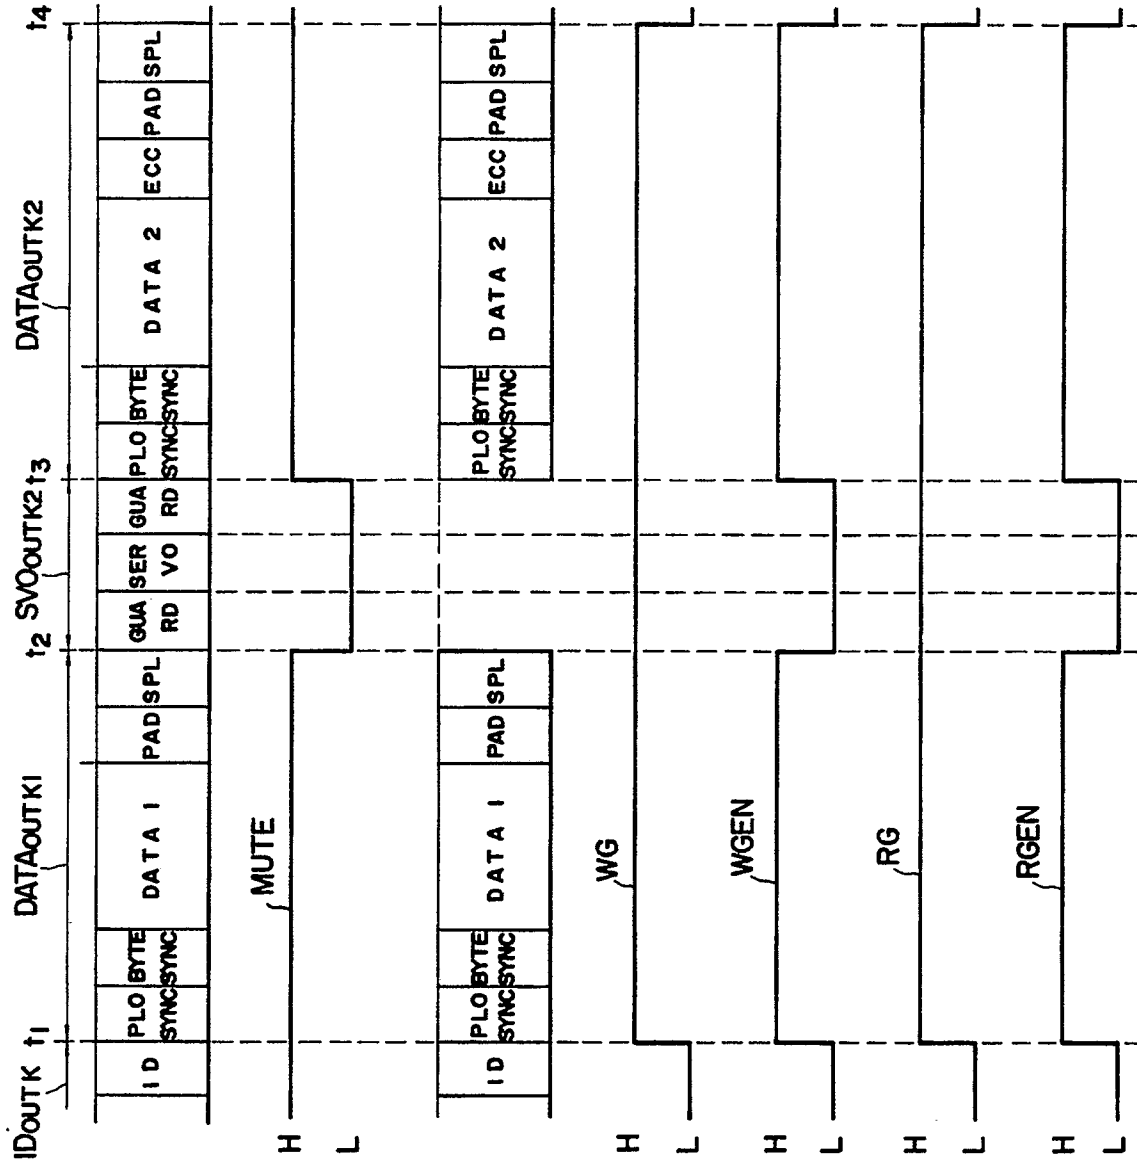 IDOUTK t1 DATAOUTK1 t2 SVOOUTK2 t3 DATAOUTK2 t4
ID
PLO SYNC
BYTE SYNC
DATA 1
PAD
SPL
GUA RD
SER VO
GUA RD
PLO SYNC
BYTE SYNC
DATA 2
ECC
PAD
SPL
H
L
MUTE
ID
PLO SYNC
BYTE SYNC
DATA 1
PAD
SPL
PLO SYNC
BYTE SYNC
DATA 2
ECC
PAD
SPL
H
L
WG
H
L
WGEN
H
L
RG
H
L
RGEN